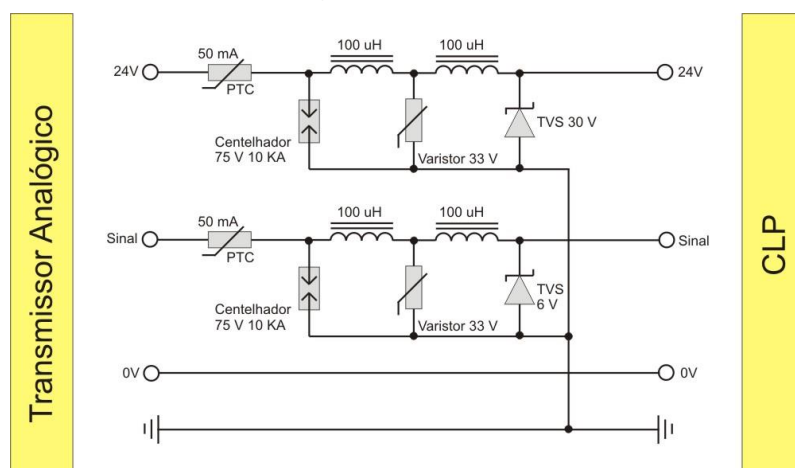 Transmissor Analógico
50 mA
100 uH
100 uH
24V
24V
PTC
Centelhador
75 V 10 KA
TVS 30 V
Varistor 33 V
50 mA
100 uH
100 uH
Sinal
Sinal
PTC
Centelhador
75 V 10 KA
TVS
6 V
Varistor 33 V
0V
0V
CLP